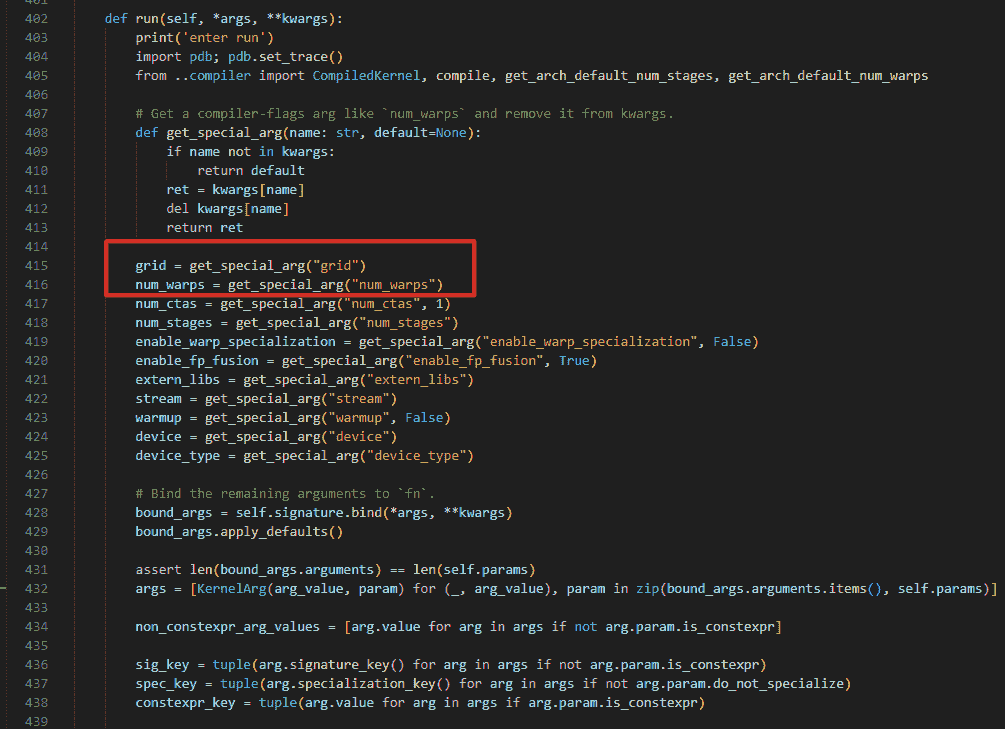 401
402 def run(self, *args, **kwargs):
403 print('enter run')
404 import pdb; pdb.set_trace()
405 from ..compiler import CompiledKernel, compile, get_arch_default_num_stages, get_arch_default_num_warps
406
407 # Get a compiler-flags arg like `num_warps` and remove it from kwargs.
408 def get_special_arg(name: str, default=None):
409 if name not in kwargs:
410 return default
411 ret = kwargs[name]
412 del kwargs[name]
413 return ret
414
415 grid = get_special_arg("grid")
416 num_warps = get_special_arg("num_warps")
417 num_ctas = get_special_arg("num_ctas", 1)
418 num_stages = get_special_arg("num_stages")
419 enable_warp_specialization = get_special_arg("enable_warp_specialization", False)
420 enable_fp_fusion = get_special_arg("enable_fp_fusion", True)
421 extern_libs = get_special_arg("extern_libs")
422 stream = get_special_arg("stream")
423 warmup = get_special_arg("warmup", False)
424 device = get_special_arg("device")
425 device_type = get_special_arg("device_type")
426
427 # Bind the remaining arguments to `fn`.
428 bound_args = self.signature.bind(*args, **kwargs)
429 bound_args.apply_defaults()
430
431 assert len(bound_args.arguments) == len(self.params)
432 args = [KernelArg(arg_value, param) for (_, arg_value), param in zip(bound_args.arguments.items(), self.params)]
433
434 non_constexpr_arg_values = [arg.value for arg in args if not arg.param.is_constexpr]
435
436 sig_key = tuple(arg.signature_key() for arg in args if not arg.param.is_constexpr)
437 spec_key = tuple(arg.specialization_key() for arg in args if not arg.param.do_not_specialize)
438 constexpr_key = tuple(arg.value for arg in args if arg.param.is_constexpr)
439